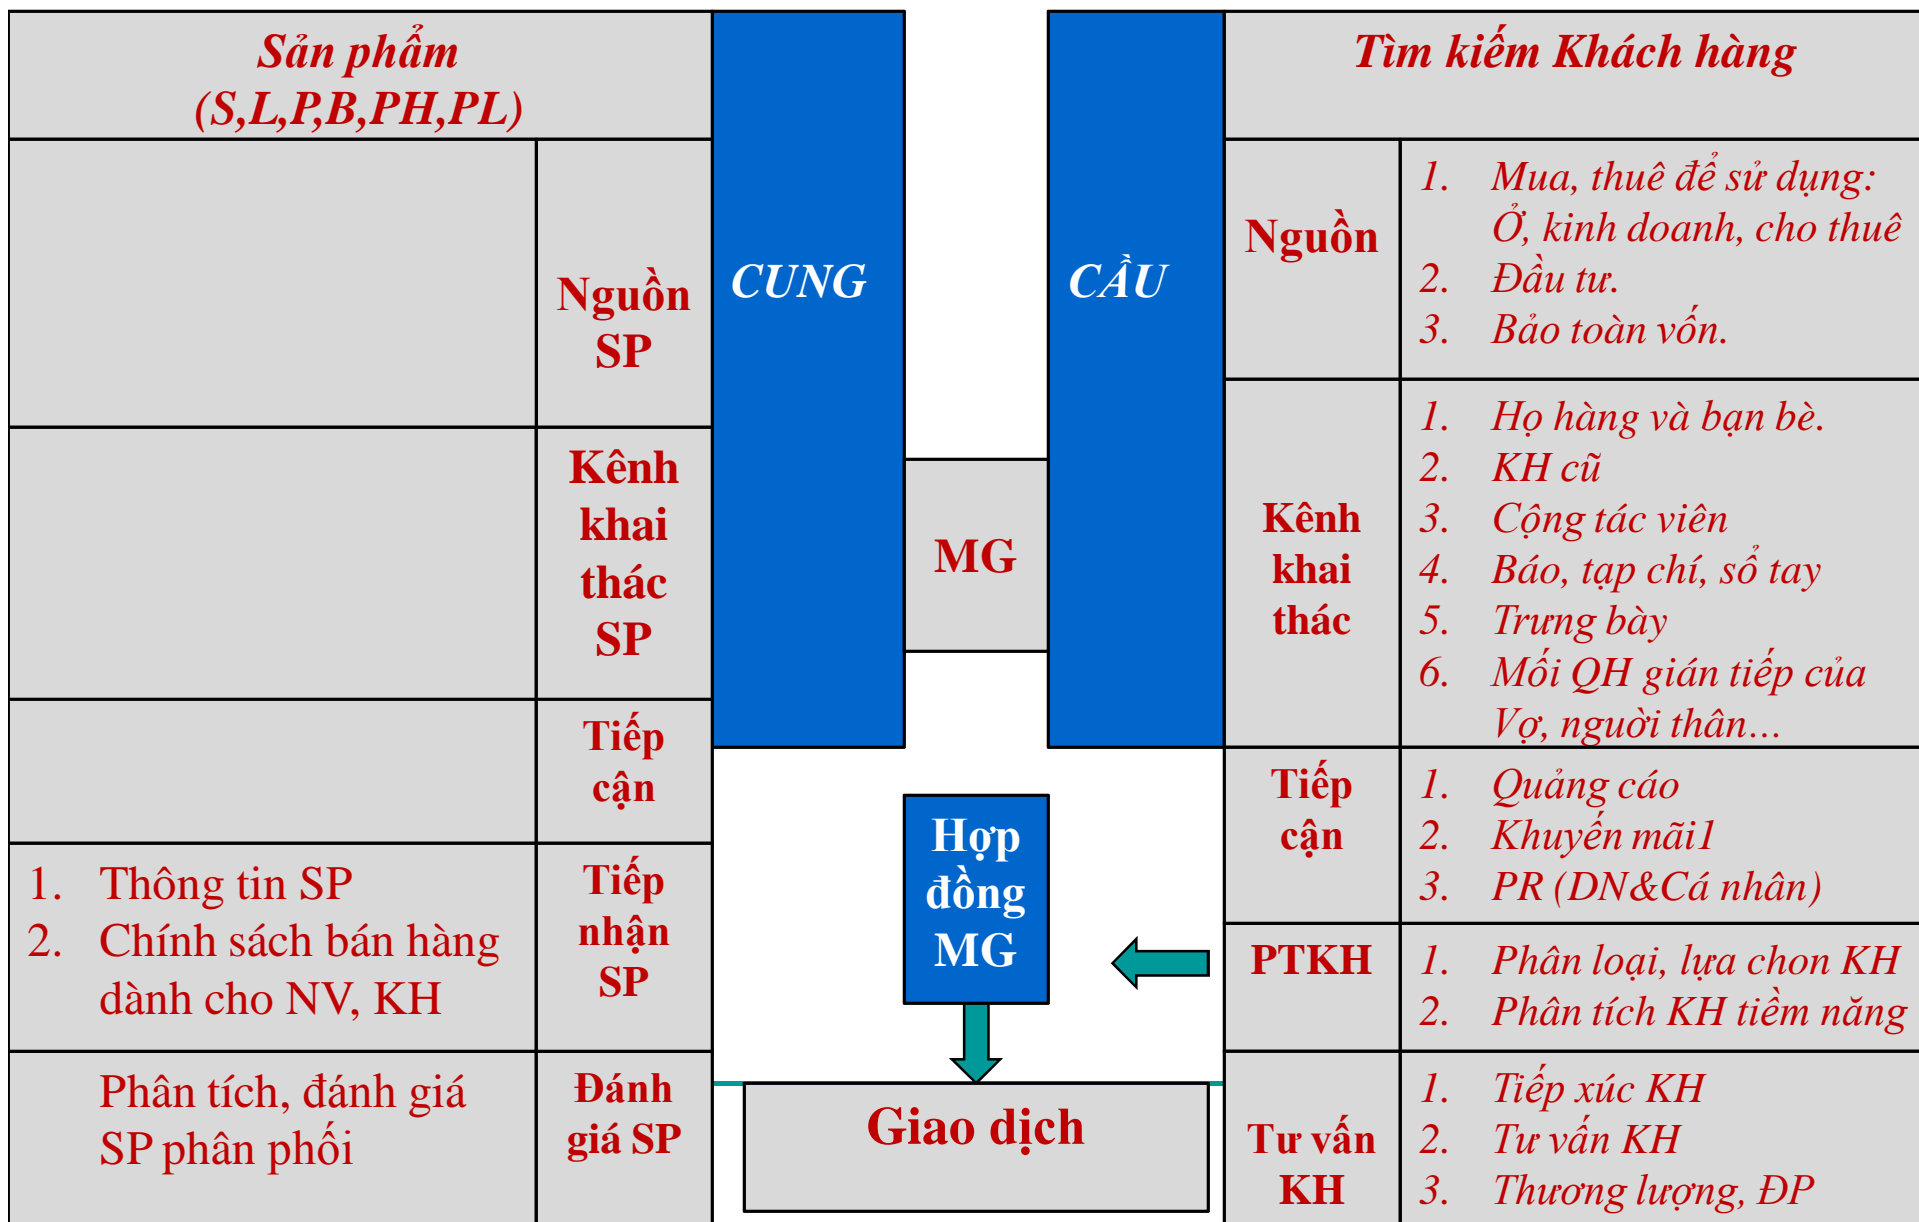 Sản phẩm
(S,L,P,B,PH,PL)
Nguồn
SP
Kênh
khai
thác
SP
Tiếp
cận
1. Thông tin SP
2. Chính sách bán hàng
dành cho NV, KH
Tiếp
nhận
SP
Phân tích, đánh giá
SP phân phối
Đánh
giá SP
CUNG
MG
CẦU
Hợp
đồng
MG
Giao dịch
Tìm kiếm Khách hàng
Nguồn
1. Mua, thuê để sử dụng:
Ở, kinh doanh, cho thuê
2. Đầu tư.
3. Bảo toàn vốn.
Kênh
khai
thác
1. Họ hàng và bạn bè.
2. KH cũ
3. Cộng tác viên
4. Báo, tạp chí, sổ tay
5. Trưng bày
6. Mối QH gián tiếp của
Vợ, nguời thân…
Tiếp
cận
1. Quảng cáo
2. Khuyến mãi1
3. PR (DN&Cá nhân)
PTKH
1. Phân loại, lựa chon KH
2. Phân tích KH tiềm năng
Tư vấn
KH
1. Tiếp xúc KH
2. Tư vấn KH
3. Thương lượng, ĐP